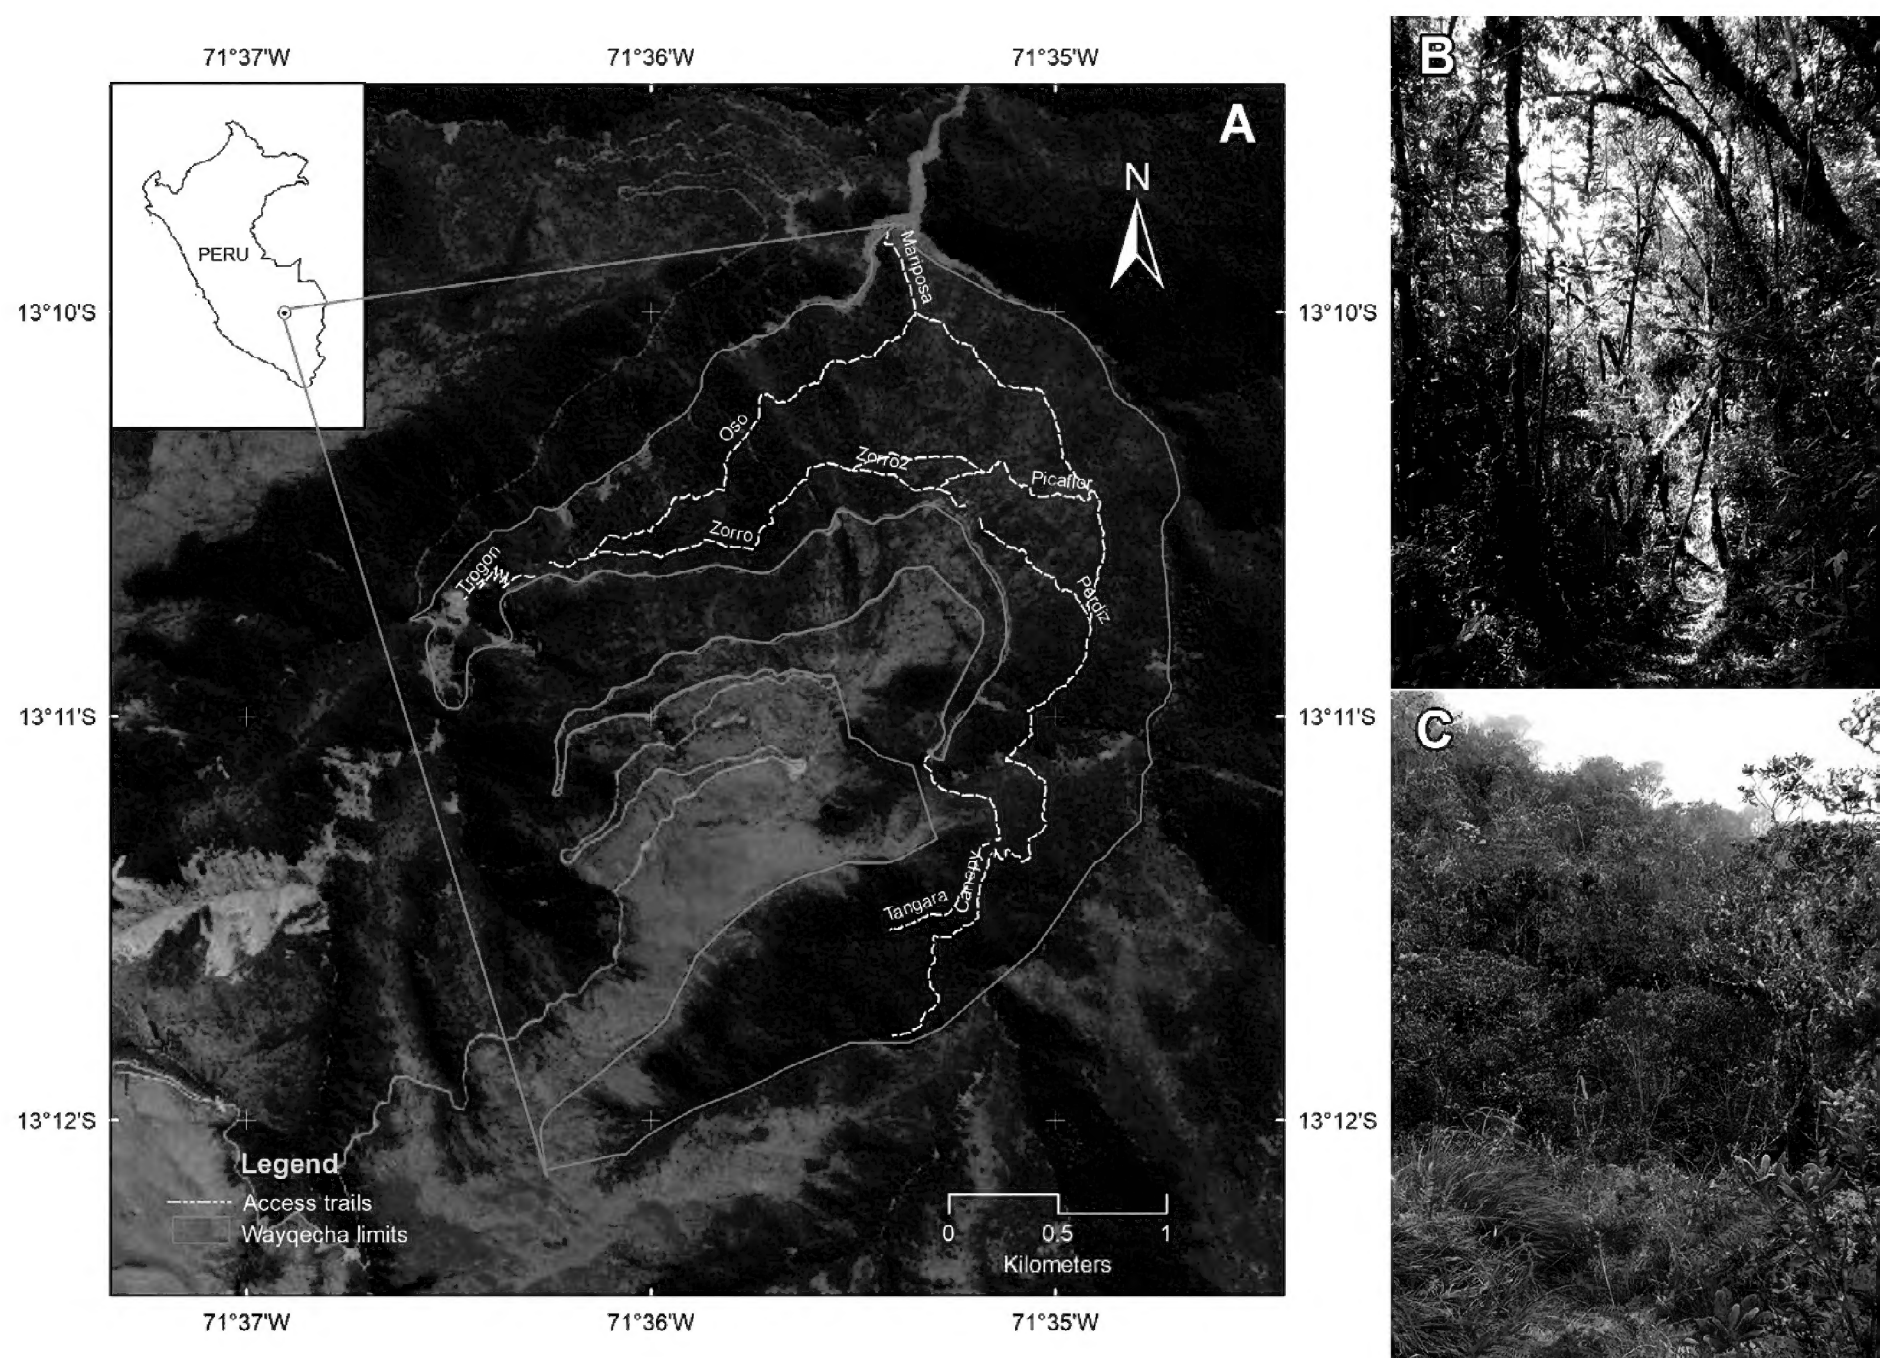 71°37'W
71°36'W
71°35'W
A
B
N
PERU
Mariposa
13°10'S
13°10'S
Oso
Zorro2
Picaflor
Zorro
Trogon
Perdiz
13°11'S
13°11'S
C
Canopy
Tangara
13°12'S
13°12'S
Legend
Access trails
Wayqecha limits
0 0.5 1
Kilometers
71°37'W
71°36'W
71°35'W